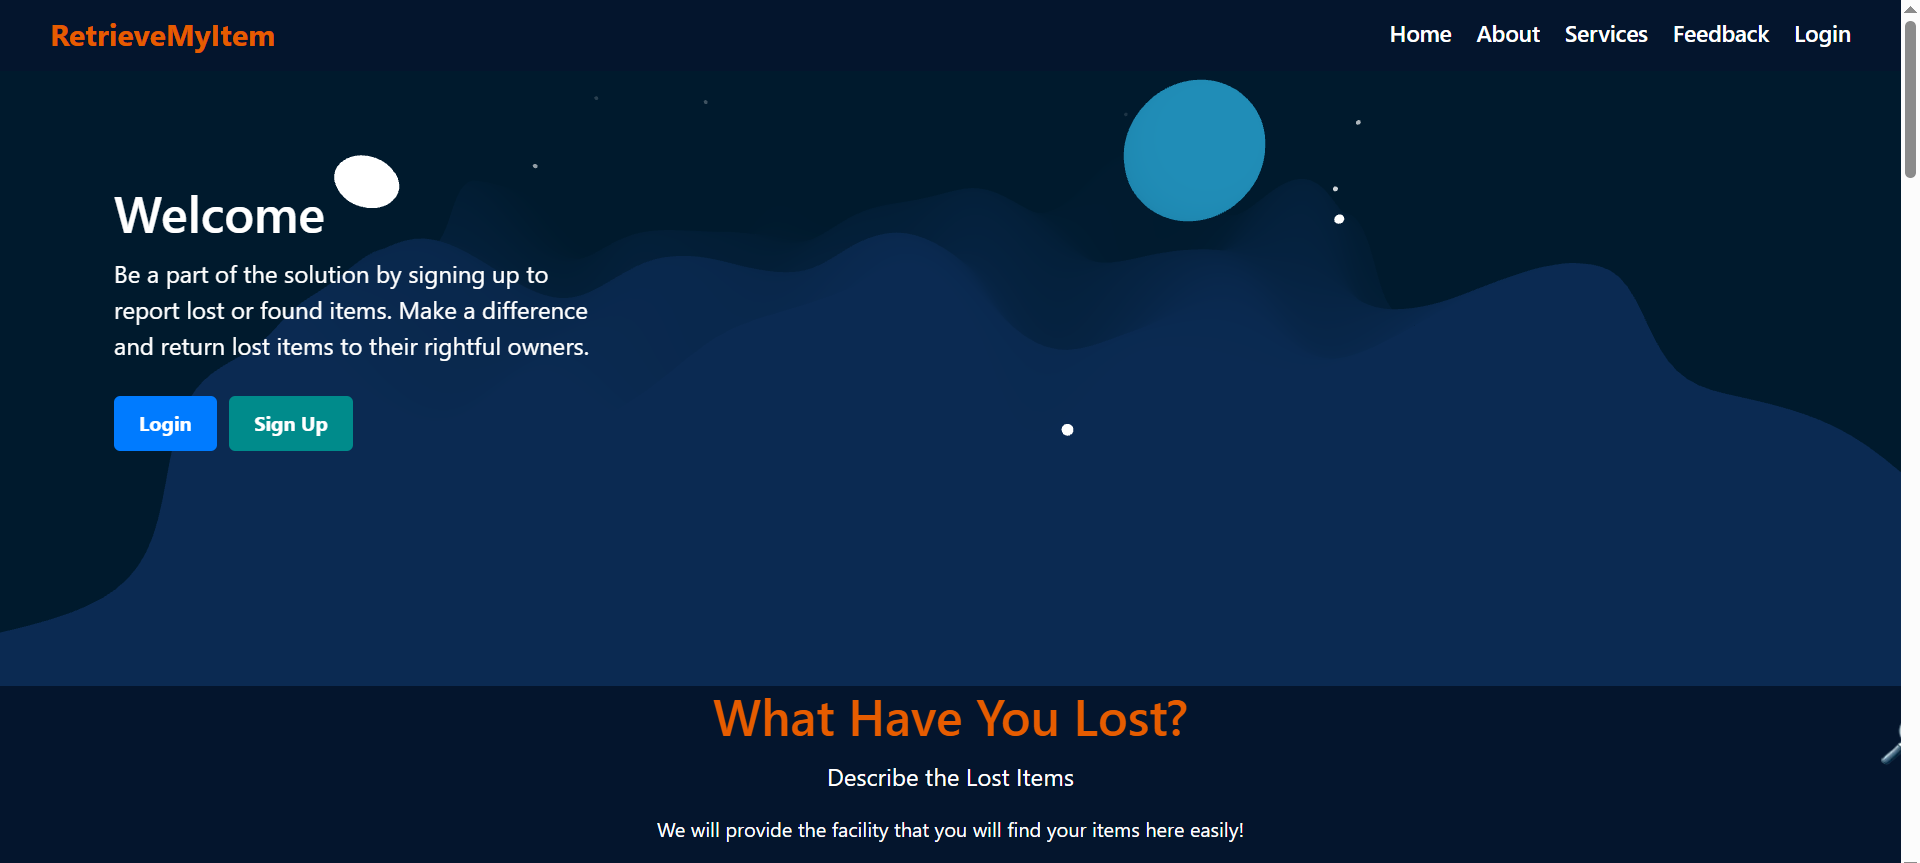 RetrieveMyItem
Home About Services Feedback Login
Welcome
Be a part of the solution by signing up to
report lost or found items. Make a difference
and return lost items to their rightful owners.
Login Sign Up
What Have You Lost?
Describe the Lost Items
We will provide the facility that you will find your items here easily!